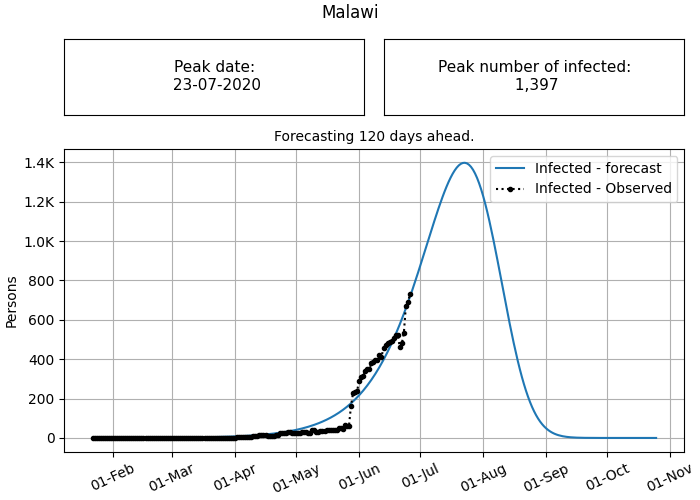 Malawi
Peak date:
23-07-2020
Peak number of infected:
1,397
Forecasting 120 days ahead.
Infected - forecast
Infected - Observed
1.4K
1.2K
1.0K
800
600
400
200
0
Persons
01-Feb
01-Mar
01-Apr
01-May
01-Jun
01-Jul
01-Aug
01-Sep
01-Oct
01-Nov